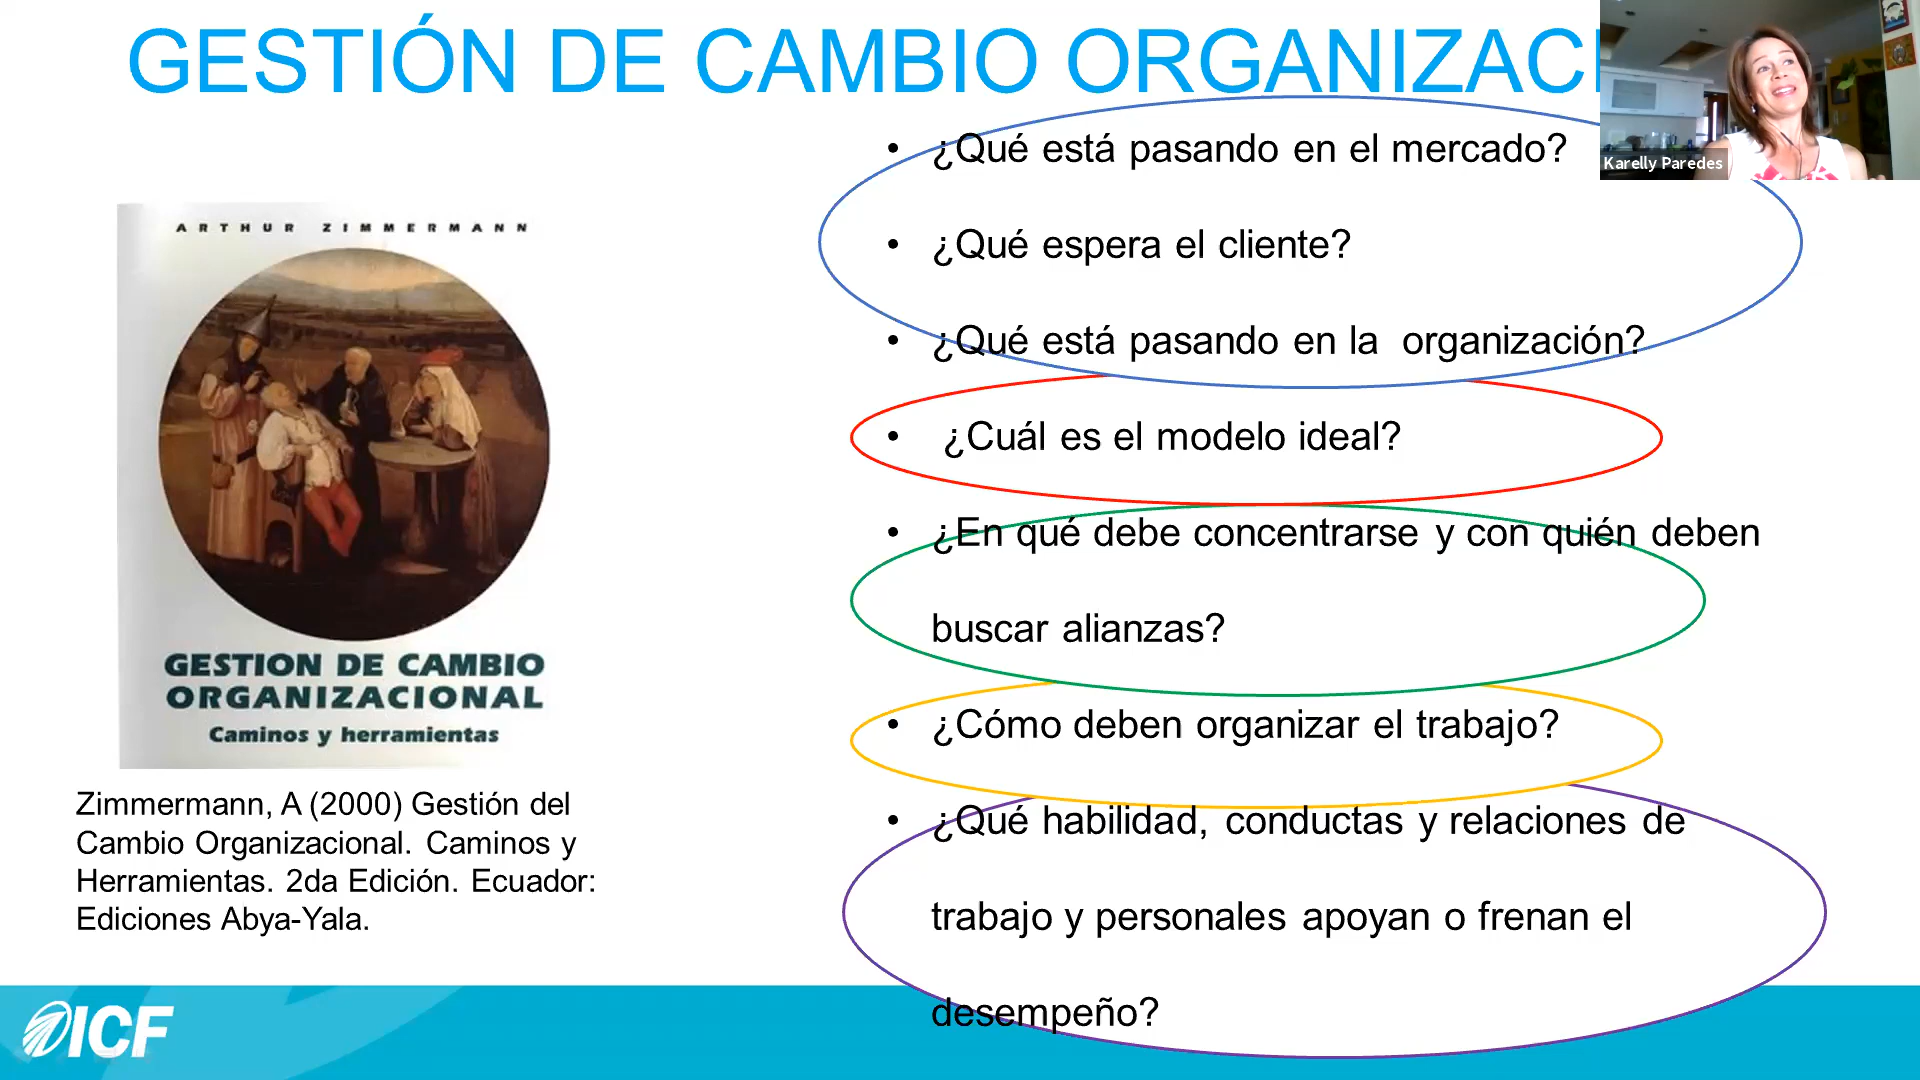 GESTIÓN DE CAMBIO ORGANIZACI
Karelly Paredes
ARTHUR ZIMMERMANN
GESTION DE CAMBIO
ORGANIZACIONAL
Caminos y herramientas
Zimmermann, A (2000) Gestión del
Cambio Organizacional. Caminos y
Herramientas. 2da Edición. Ecuador:
Ediciones Abya-Yala.
• ¿Qué está pasando en el mercado?
• ¿Qué espera el cliente?
• ¿Qué está pasando en la organización?
• ¿Cuál es el modelo ideal?
• ¿En qué debe concentrarse y con quién deben
buscar alianzas?
• ¿Cómo deben organizar el trabajo?
• ¿Qué habilidad, conductas y relaciones de
trabajo y personales apoyan o frenan el
desempeño?
ICF